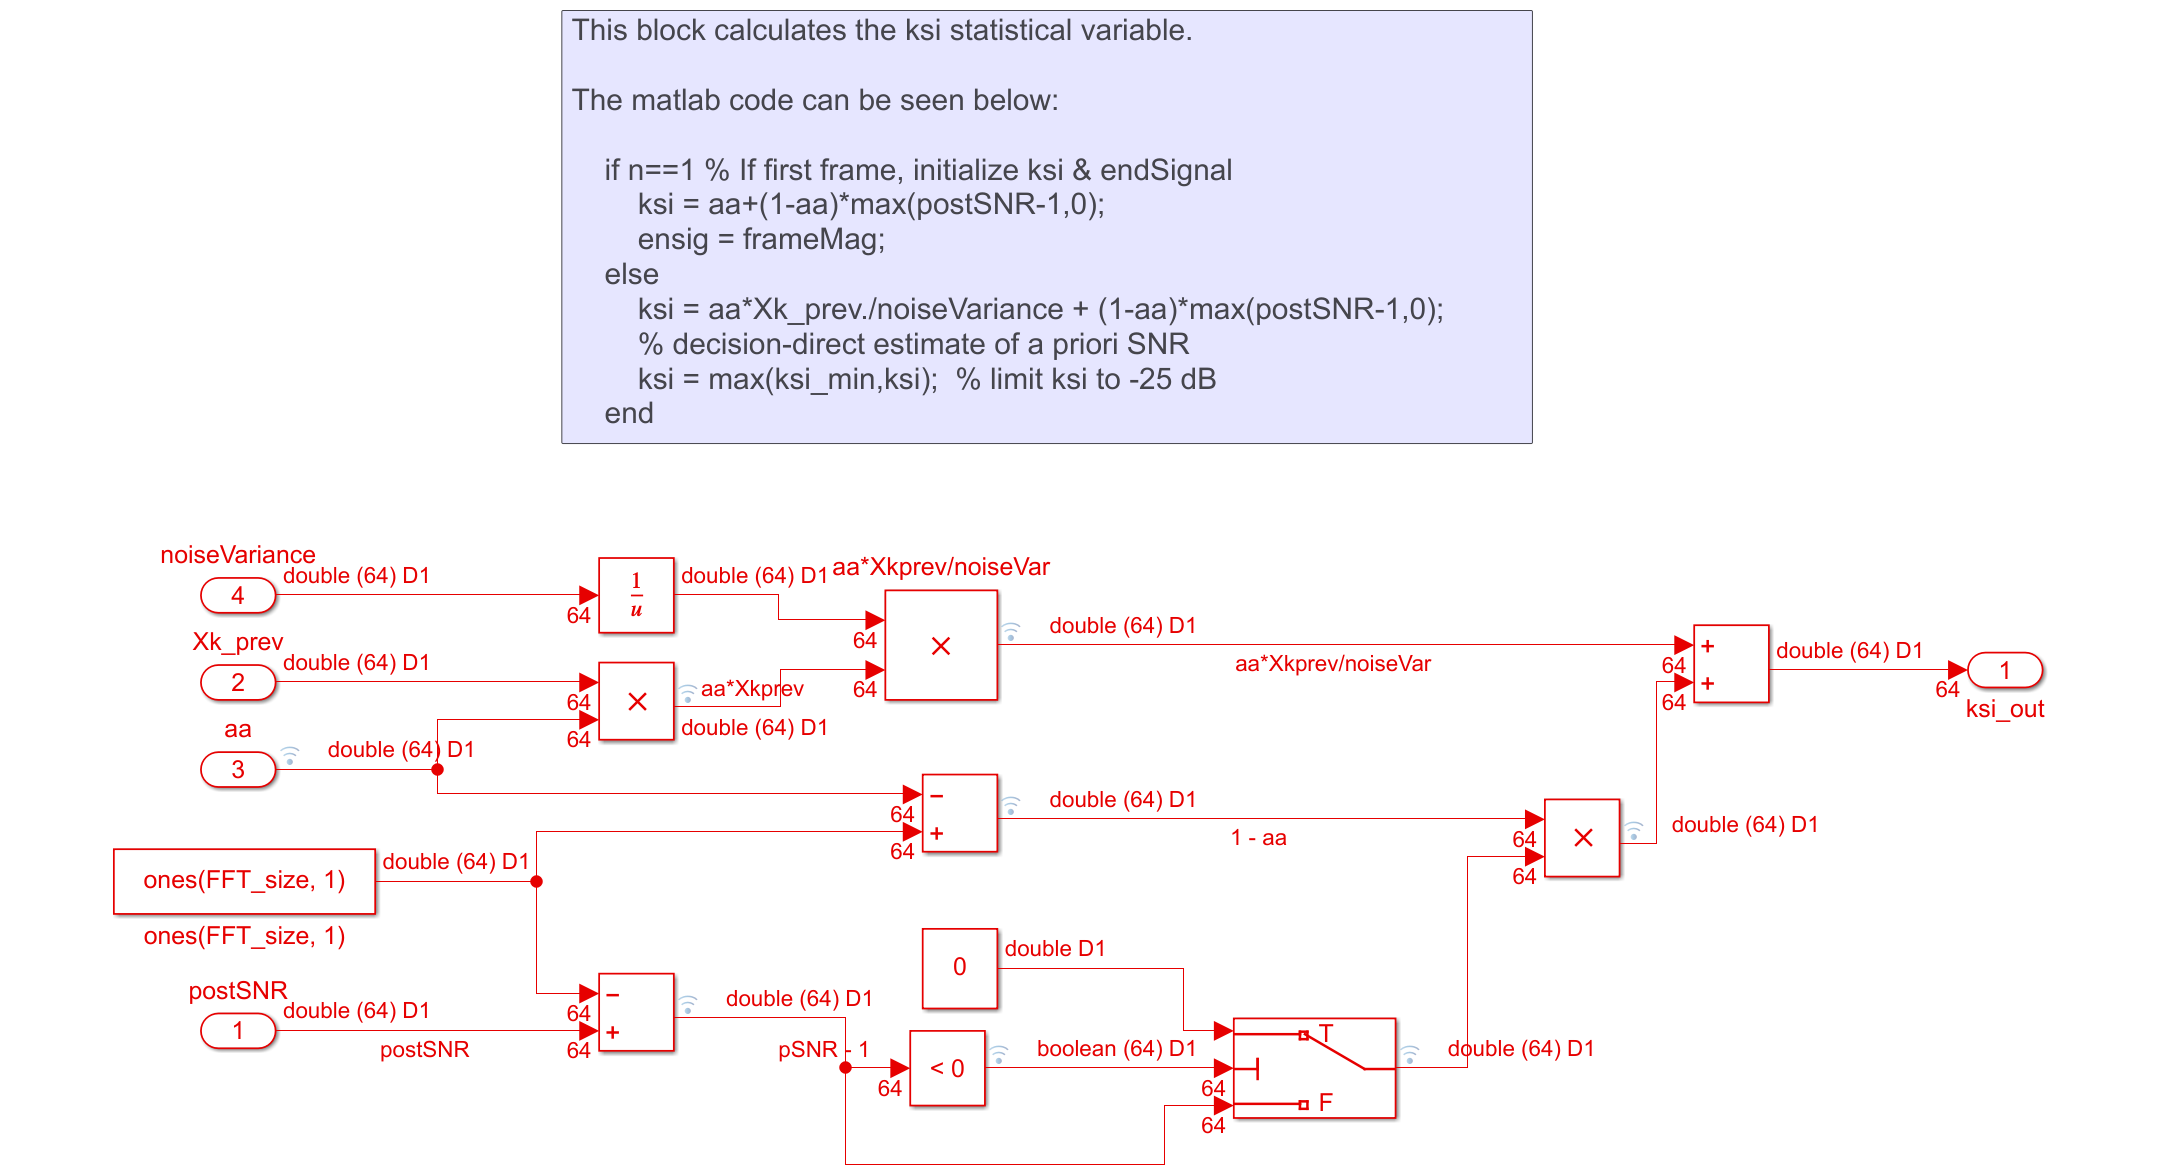 This block calculates the ksi statistical variable.
The matlab code can be seen below:
if n==1 % If first frame, initialize ksi & endSignal
ksi = aa+(1-aa)*max(postSNR-1,0);
ensig = frameMag;
else
ksi = aa*Xk_prev./noiseVariance + (1-aa)*max(postSNR-1,0);
% decision-direct estimate of a priori SNR
ksi = max(ksi_min,ksi);  % limit ksi to -25 dB
end
noiseVariance
4
double (64) D1
64
1
u
double (64) D1
aa*Xkprev/noiseVar
64
64
×
double (64) D1
aa*Xkprev/noiseVar
64
64
+
+
double (64) D1
64
1
ksi_out
Xk_prev
2
double (64) D1
64
64
×
aa*Xkprev
double (64) D1
aa
3
double (64) D1
64
64
−
+
double (64) D1
1 - aa
64
64
×
double (64) D1
ones(FFT_size, 1)
ones(FFT_size, 1)
double (64) D1
postSNR
1
double (64) D1
postSNR
64
64
−
+
double (64) D1
pSNR - 1
64
< 0
boolean (64) D1
0
double D1
64
64
T
F
double (64) D1